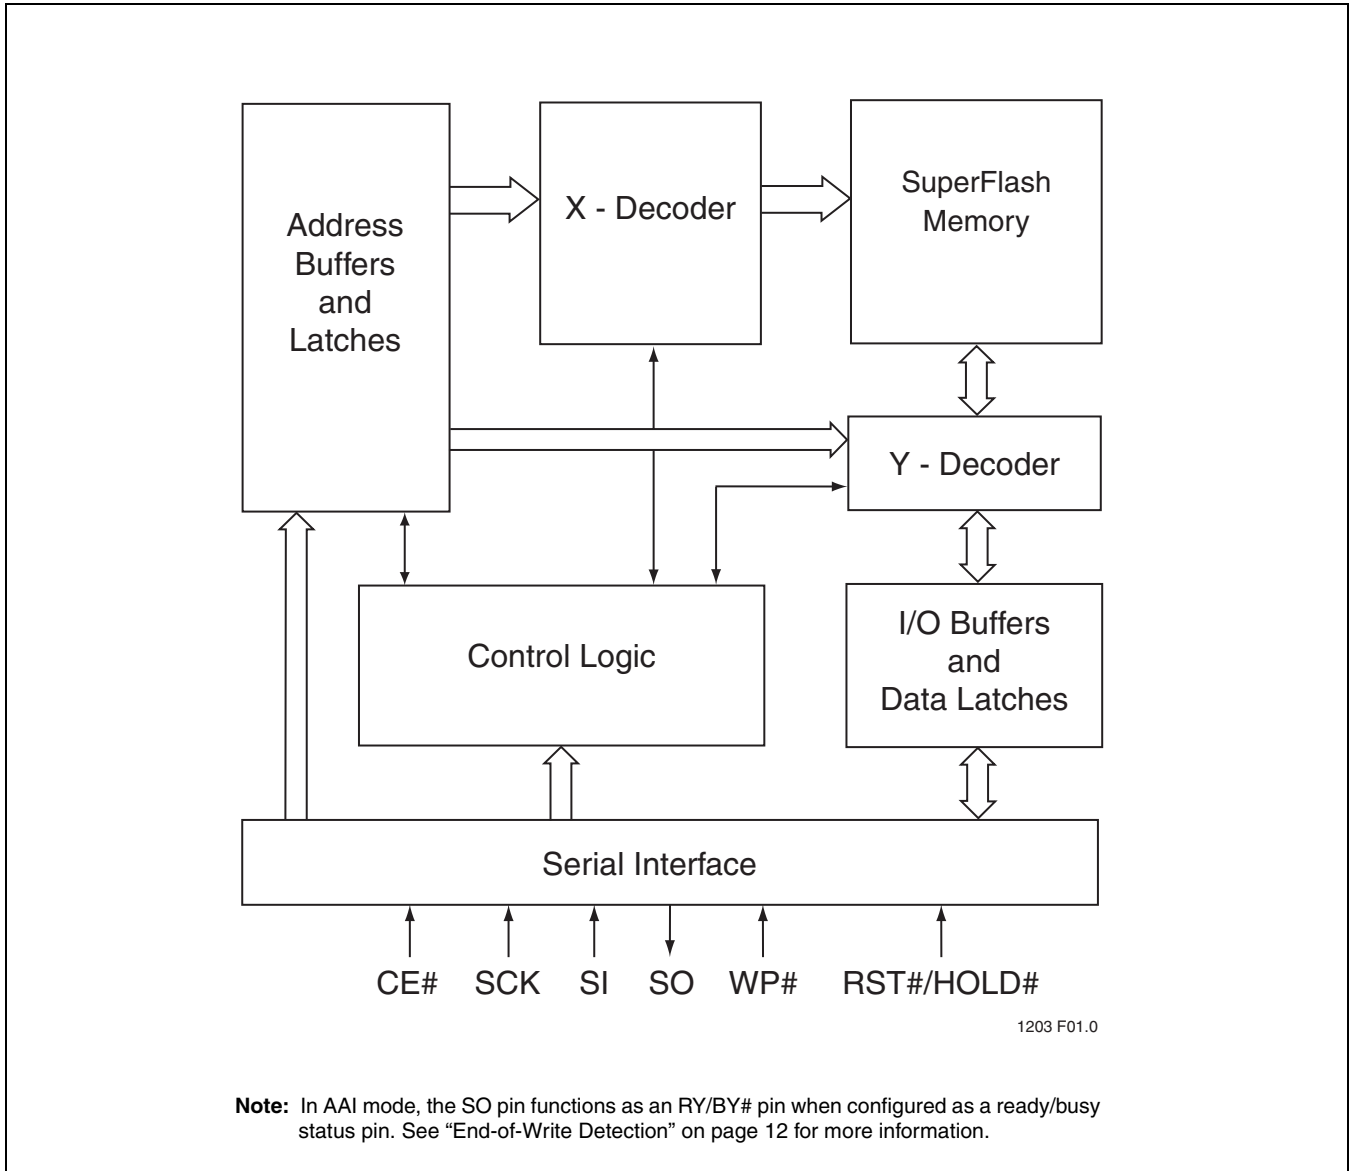 Address
Buffers
and
Latches
X - Decoder
SuperFlash
Memory
Y - Decoder
Control Logic
I/O Buffers
and
Data Latches
Serial Interface
CE# SCK SI SO WP# RST#/HOLD#
1203 F01.0
Note: In AAI mode, the SO pin functions as an RY/BY# pin when configured as a ready/busy
status pin. See “End-of-Write Detection” on page 12 for more information.